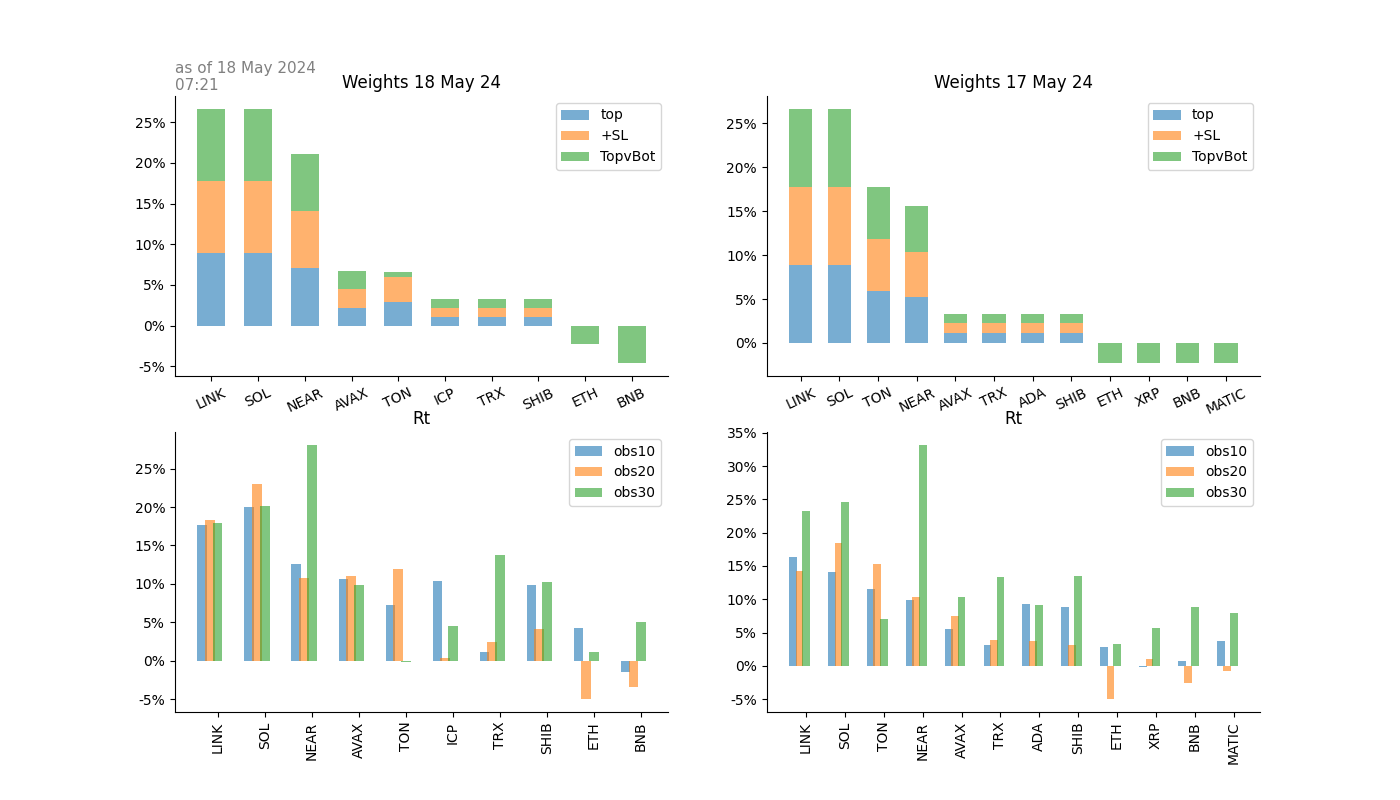 as of 18 May 2024
07:21
Weights 18 May 24
25%
20%
15%
10%
5%
0%
-5%
top
+SL
TopvBot
LINK SOL NEAR AVAX TON ICP TRX SHIB ETH BNB
Weights 17 May 24
25%
20%
15%
10%
5%
0%
top
+SL
TopvBot
LINK SOL TON NEAR AVAX TRX ADA SHIB ETH XRP BNB MATIC
Rt
25%
20%
15%
10%
5%
0%
-5%
obs10
obs20
obs30
LINK SOL NEAR AVAX TON ICP TRX SHIB ETH BNB
Rt
35%
30%
25%
20%
15%
10%
5%
0%
-5%
obs10
obs20
obs30
LINK SOL TON NEAR AVAX TRX ADA SHIB ETH XRP BNB MATIC